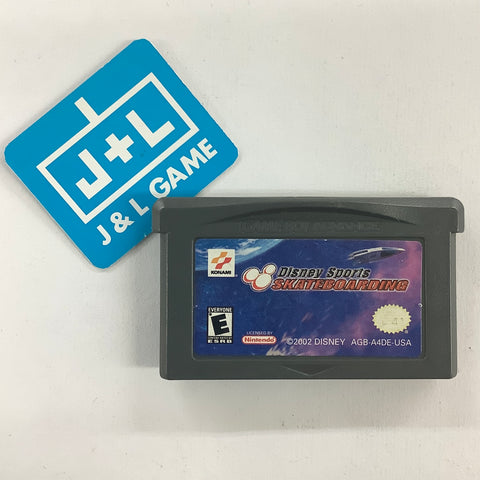 J+L
J & L GAME
GAME BOY ADVANCE
KONAMI
Disney Sports
SKATEBOARDING
EVERYONE
E
ESRB
LICENSED BY
Nintendo
©2002 DISNEY AGB-A4DE-USA